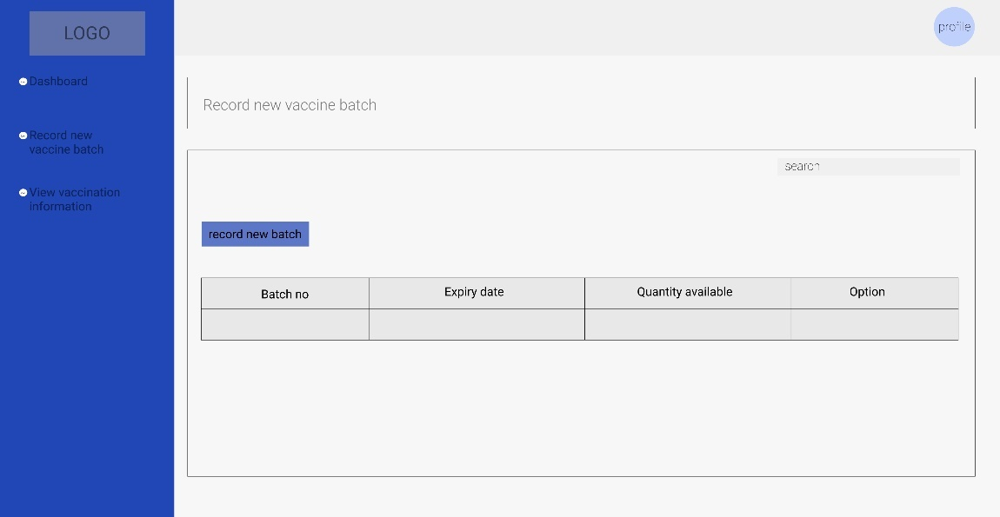 LOGO
profile
Dashboard
Record new
vaccine batch
View vaccination
information
Record new vaccine batch
search
record new batch
Batch no
Expiry date
Quantity available
Option